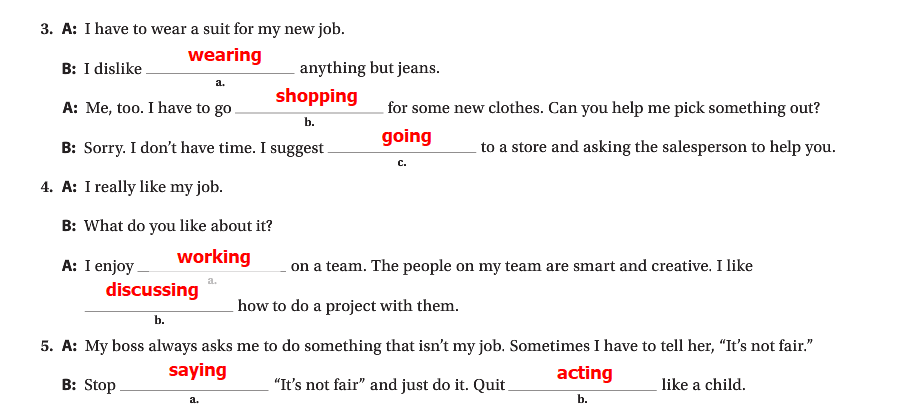 3. A: I have to wear a suit for my new job.
B: I dislike wearing anything but jeans.
a.
A: Me, too. I have to go shopping for some new clothes. Can you help me pick something out?
b.
B: Sorry. I don’t have time. I suggest going to a store and asking the salesperson to help you.
c.
4. A: I really like my job.
B: What do you like about it?
A: I enjoy working on a team. The people on my team are smart and creative. I like
a.
discussing how to do a project with them.
b.
5. A: My boss always asks me to do something that isn’t my job. Sometimes I have to tell her, “It’s not fair.”
B: Stop saying “It’s not fair” and just do it. Quit acting like a child.
a. b.